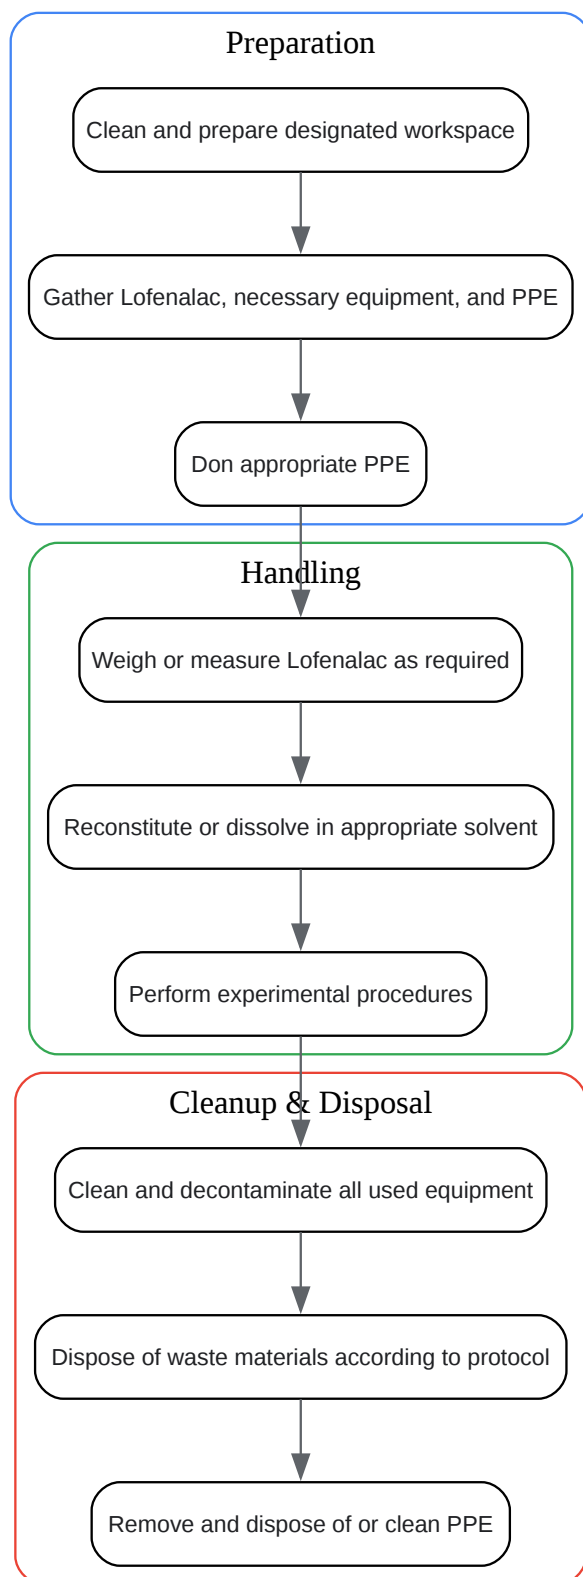 Preparation
Clean and prepare designated workspace
Gather Lofenalac, necessary equipment, and PPE
Don appropriate PPE
Handling
Weigh or measure Lofenalac as required
Reconstitute or dissolve in appropriate solvent
Perform experimental procedures
Cleanup & Disposal
Clean and decontaminate all used equipment
Dispose of waste materials according to protocol
Remove and dispose of or clean PPE